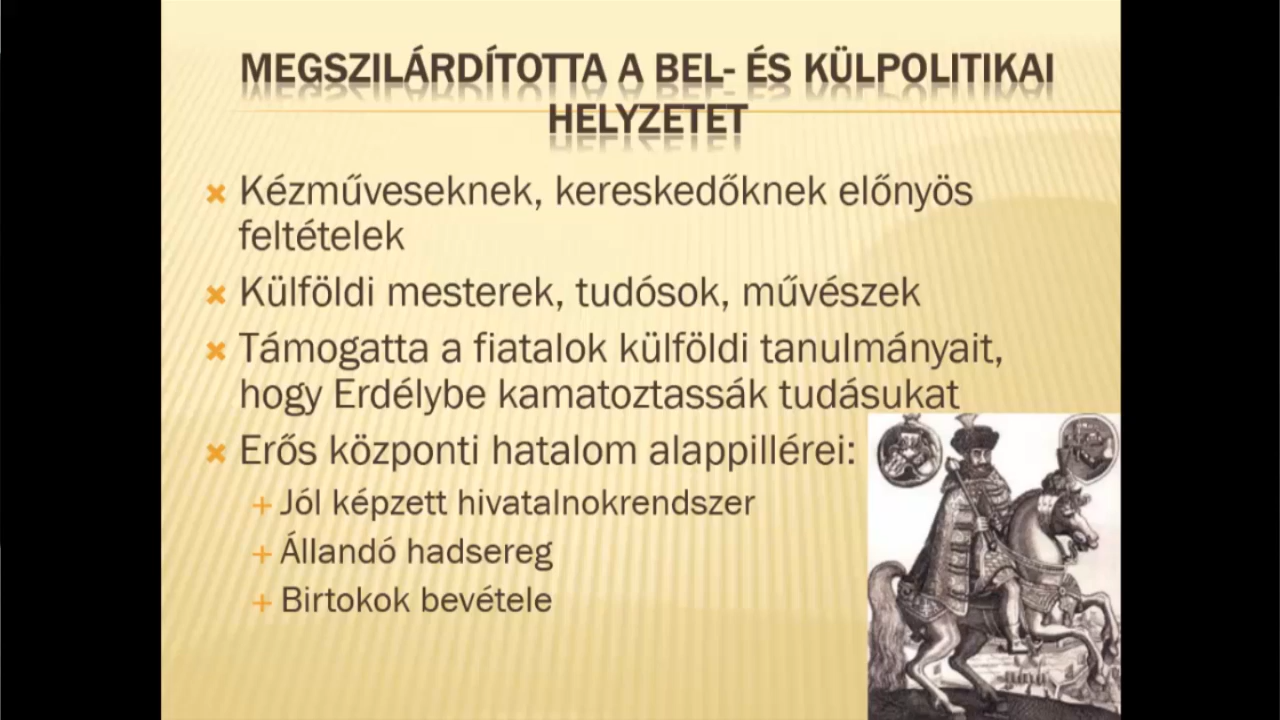 MEGSZILÁRDÍTOTTA A BEL- ÉS KÜLPOLITIKAI
HELYZETET
Kézműveseknek, kereskedőknek előnyös
feltételek
Külföldi mesterek, tudósok, művészek
Támogatta a fiatalok külföldi tanulmányait,
hogy Erdélybe kamatoztassák tudásukat
Erős központi hatalom alappillérei:
Jól képzett hivatalnokrendszer
Állandó hadsereg
Birtokok bevétele